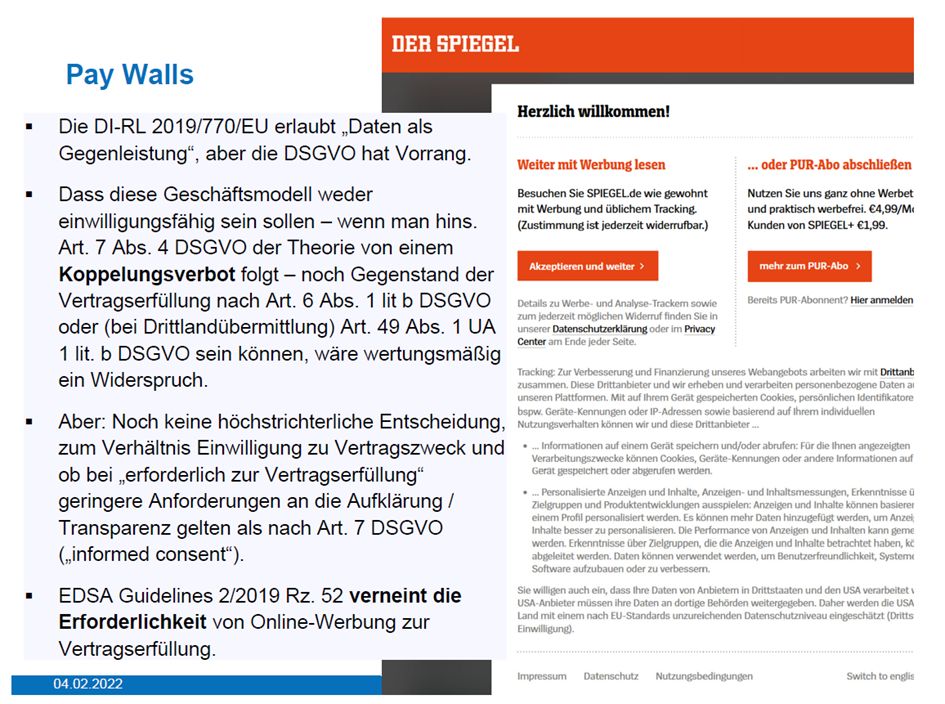 Pay Walls
▪ Die DI-RL 2019/770/EU erlaubt „Daten als
Gegenleistung“, aber die DSGVO hat Vorrang.
▪ Dass diese Geschäftsmodell weder
einwilligungsfähig sein sollen – wenn man hins.
Art. 7 Abs. 4 DSGVO der Theorie von einem
Koppelungsverbot folgt – noch Gegenstand der
Vertragserfüllung nach Art. 6 Abs. 1 lit b DSGVO
oder (bei Drittlandübermittlung) Art. 49 Abs. 1 UA
1 lit. b DSGVO sein können, wäre wertungsmäßig
ein Widerspruch.
▪ Aber: Noch keine höchstrichterliche Entscheidung,
zum Verhältnis Einwilligung zu Vertragszweck und
ob bei „erforderlich zur Vertragserfüllung“
geringere Anforderungen an die Aufklärung /
Transparenz gelten als nach Art. 7 DSGVO
(„informed consent“).
▪ EDSA Guidelines 2/2019 Rz. 52 verneint die
Erforderlichkeit von Online-Werbung zur
Vertragserfüllung.
04.02.2022
DER SPIEGEL
Herzlich willkommen!
Weiter mit Werbung lesen
Besuchen Sie SPIEGEL.de wie gewohnt
mit Werbung und üblichem Tracking.
(Zustimmung ist jederzeit widerrufbar.)
Akzeptieren und weiter >
Details zu Werbe- und Analyse-Trackern sowie
zum jederzeit möglichen Widerruf finden Sie in
unserer Datenschutzerklärung oder im Privacy
Center am Ende jeder Seite.
... oder PUR-Abo abschließen
Nutzen Sie uns ganz ohne Werbet
und praktisch werbefrei. €4,99/Mo
Kunden von SPIEGEL+ €1,99.
mehr zum PUR-Abo >
Bereits PUR-Abonnent? Hier anmelden
Tracking: Zur Verbesserung und Finanzierung unseres Webangebots arbeiten wir mit Drittanb
zusammen. Diese Drittanbieter und wir erheben und verarbeiten personenbezogene Daten au
unseren Plattformen. Mit auf Ihrem Gerät gespeicherten Cookies, persönlichen Identifikatore
bspw. Geräte-Kennungen oder IP-Adressen sowie basierend auf Ihrem individuellen
Nutzungsverhalten können wir und diese Drittanbieter ...
• ... Informationen auf einem Gerät speichern und/oder abrufen: Für die Ihnen angezeigten
Verarbeitungszwecke können Cookies, Geräte-Kennungen oder andere Informationen auf
Gerät gespeichert oder abgerufen werden.
• ... Personalisierte Anzeigen und Inhalte, Anzeigen- und Inhaltsmessungen, Erkenntnisse ü
Zielgruppen und Produktentwicklungen ausspielen: Anzeigen und Inhalte können basieren
einem Profil personalisiert werden. Es können mehr Daten hinzugefügt werden, um Anzei
Inhalte besser zu personalisieren. Die Performance von Anzeigen und Inhalten kann geme
werden. Erkenntnisse über Zielgruppen, die die Anzeigen und Inhalte betrachtet haben, kö
abgeleitet werden. Daten können verwendet werden, um Benutzerfreundlichkeit, Systeme
Software aufzubauen oder zu verbessern.
Sie willigen auch ein, dass Ihre Daten von Anbietern in Drittstaaten und den USA verarbeitet w
USA-Anbieter müssen ihre Daten an dortige Behörden weitergegeben. Daher werden die USA
Land mit einem nach EU-Standards unzureichenden Datenschutzniveau eingeschätzt (Dritts
Einwilligung).
Impressum Datenschutz Nutzungsbedingungen Switch to englis